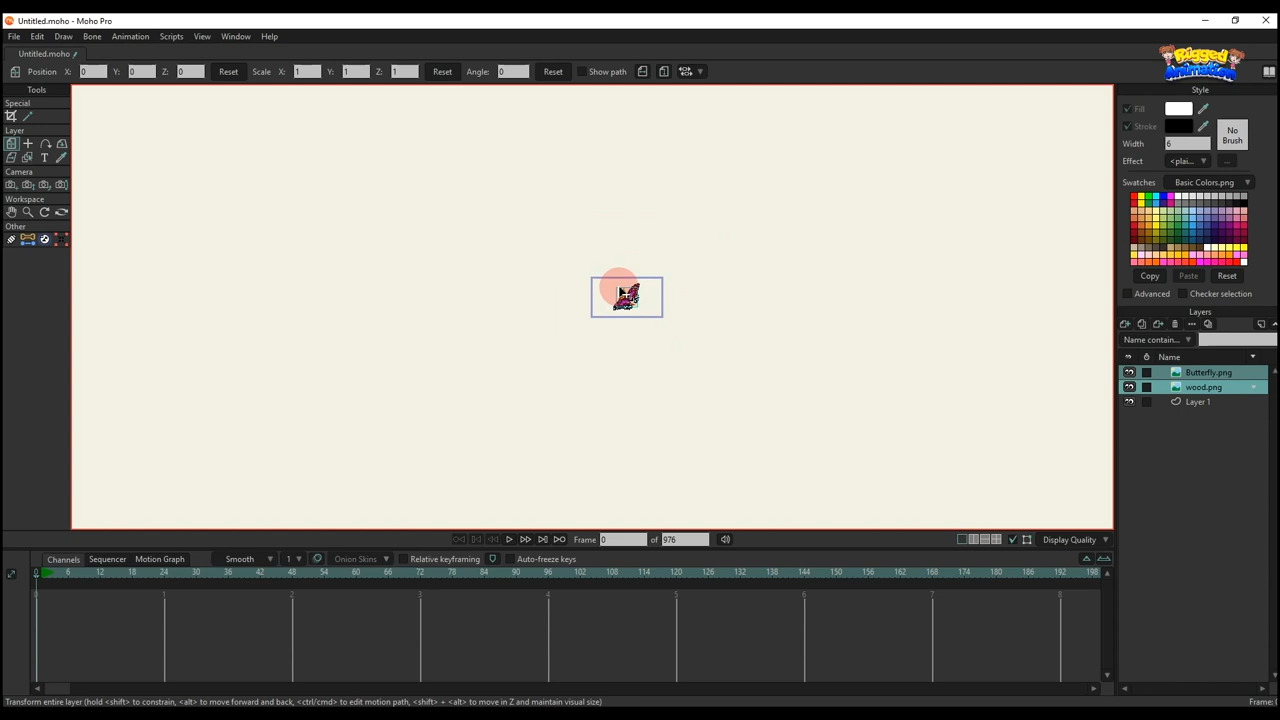 Untitled.moho - Moho Pro
File Edit Draw Bone Animation Scripts View Window Help
Untitled.moho
Position X: 0 Y: 0 Z: 0 Reset Scale X: 1 Y: 1 Z: 1 Reset Angle: 0 Reset Show path
Rigged
Animation
Tools
Special
Layer
Camera
Workspace
Other
Style
Fill
Stroke
No
Brush
Width 6
Effect <plai... ...
Swatches Basic Colors.png
Copy Paste Reset
Advanced Checker selection
Layers
Name contain...
Name
Butterfly.png
wood.png
Layer 1
Frame 0 of 976 Display Quality
Channels Sequencer Motion Graph Smooth 1 Onion Skins Relative keyframing Auto-freeze keys
0 6 12 18 24 30 36 42 48 54 60 66 72 78 84 90 96 102 108 114 120 126 132 138 144 150 156 162 168 174 180 186 192 198
0 1 2 3 4 5 6 7 8
Transform entire layer (hold <shift> to constrain, <alt> to move forward and back, <ctrl/cmd> to edit motion path, <shift> + <alt> to move in Z and maintain visual size) Frame: